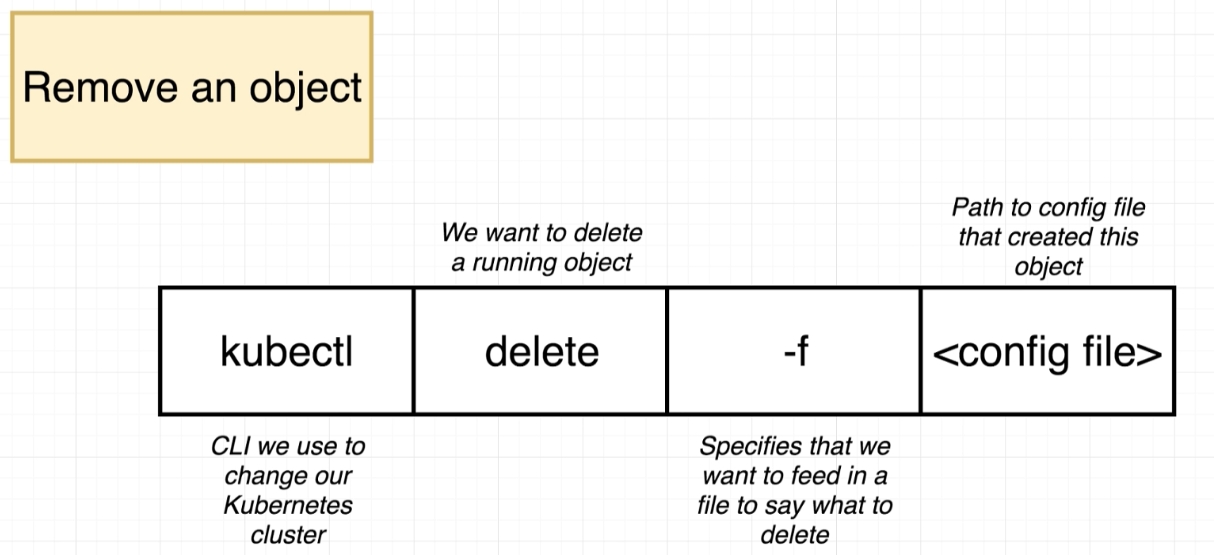 Remove an object
We want to delete
a running object
Path to config file
that created this
object
kubectl
delete
-f
<config file>
CLI we use to
change our
Kubernetes
cluster
Specifies that we
want to feed in a
file to say what to
delete